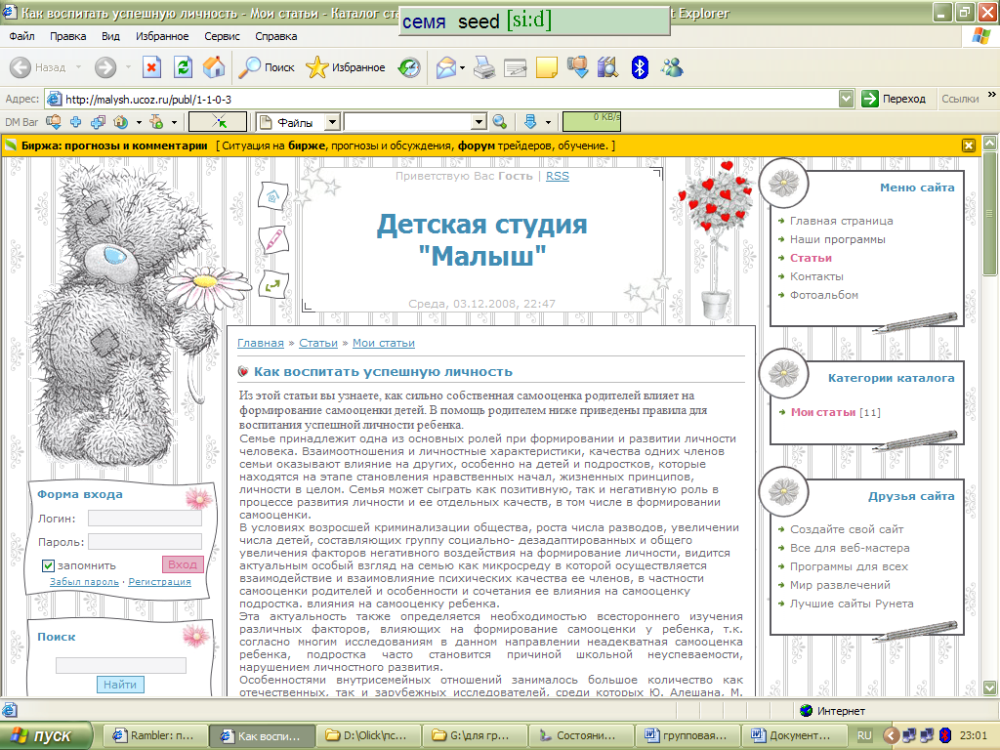 Как воспитать успешную личность - Мои статьи - Каталог ста
t Explorer
семя seed [si:d]
Файл Правка Вид Избранное Сервис Справка
Назад Поиск Избранное
Адрес: http://malysh.ucoz.ru/publ/1-1-0-3 Переход Ссылки »
DM Bar Файлы 0 KB/s
Биржа: прогнозы и комментарии [ Ситуация на бирже, прогнозы и обсуждения, форум трейдеров, обучение. ]
Приветствую Вас Гость | RSS
Детская студия
"Малыш"
Среда, 03.12.2008, 22:47
Форма входа
Логин:
Пароль:
запомнить Вход
Забыл пароль · Регистрация
Поиск
Найти
Главная » Статьи » Мои статьи
Как воспитать успешную личность
Из этой статьи вы узнаете, как сильно собственная самооценка родителей влияет на
формирование самооценки детей. В помощь родителем ниже приведены правила для
воспитания успешной личности ребенка.
Семье принадлежит одна из основных ролей при формировании и развитии личности
человека. Взаимоотношения и личностные характеристики, качества одних членов
семьи оказывают влияние на других, особенно на детей и подростков, которые
находятся на этапе становления нравственных начал, жизненных принципов,
личности в целом. Семья может сыграть как позитивную, так и негативную роль в
процессе развития личности и ее отдельных качеств, в том числе в формировании
самооценки.
В условиях возросшей криминализации общества, роста числа разводов, увеличении
числа детей, составляющих группу социально- дезадаптированных и общего
увеличения факторов негативного воздействия на формирование личности, видится
актуальным особый взгляд на семью как микросреду в которой осуществляется
взаимодействие и взаимовлияние психических качества ее членов, в частности
самооценки родителей и особенности и сочетания ее влияния на самооценку
подростка. влияния на самооценку ребенка.
Эта актуальность также определяется необходимостью всестороннего изучения
различных факторов, влияющих на формирование самооценки у ребенка, т.к.
согласно многим исследованиям в данном направлении неадекватная самооценка
ребенка, подростка часто становится причиной школьной неуспеваемости,
нарушением личностного развития.
Особенностями внутрисемейных отношений занималось большое количество как
отечественных, так и зарубежных исследователей, среди которых Ю. Алешана, М.
Меню сайта
Главная страница
Наши программы
Статьи
Контакты
Фотоальбом
Категории каталога
Мои статьи [11]
Друзья сайта
Создайте свой сайт
Все для веб-мастера
Программы для всех
Мир развлечений
Лучшие сайты Рунета
Интернет
пуск Rambler: п... Как воспи... D:\Olick\пс... G:\для гр... Состояни... групповая... Документ... RU 23:01